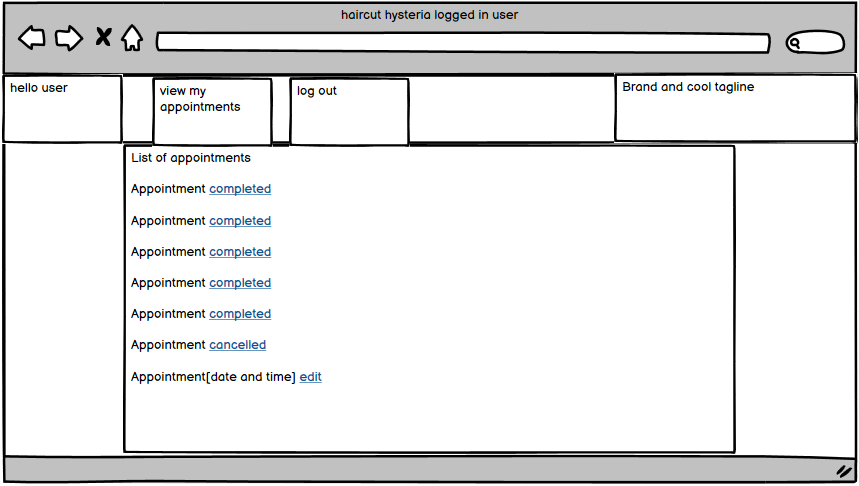 haircut hysteria logged in user
hello user
view my
appointments
log out
Brand and cool tagline
List of appointments
Appointment completed
Appointment completed
Appointment completed
Appointment completed
Appointment completed
Appointment cancelled
Appointment[date and time] edit